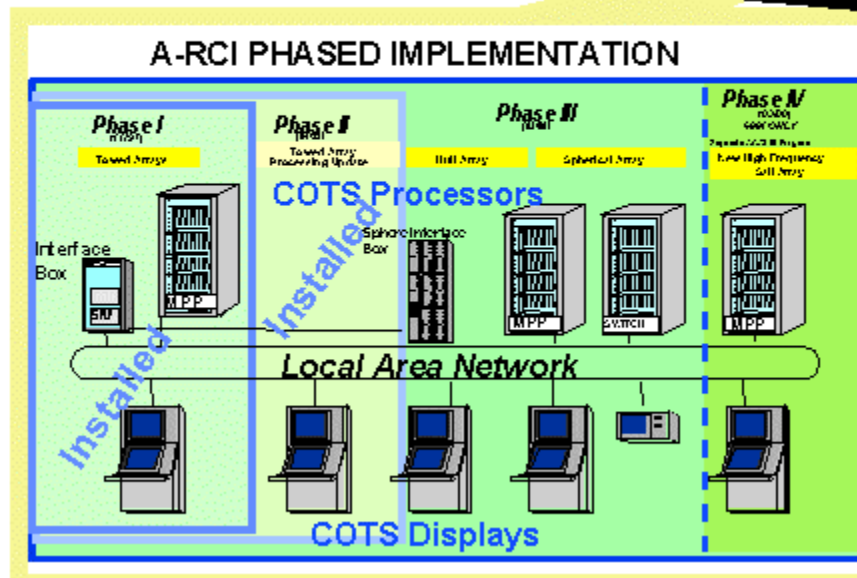 A-RCI PHASED IMPLEMENTATION
Phase I
Towed Array
Phase II
Towed Array
Processing Update
Phase III
Hull Array
Spherical Array
Phase IV
New High Frequency
Sail Array
COTS Processors
Interface
Box
MPP
Installed
Installed
Sphere Interface
Box
MPP
SWITCH
MPP
Local Area Network
COTS Displays